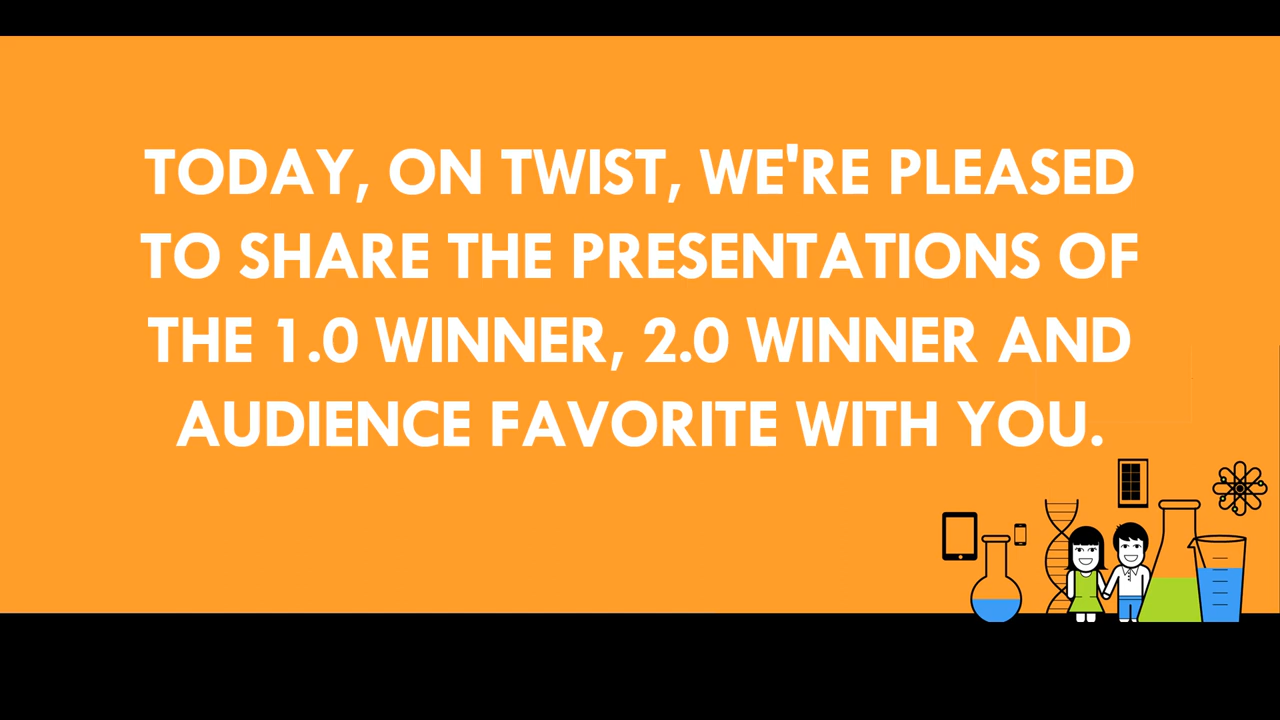 TODAY, ON TWIST, WE'RE PLEASED
TO SHARE THE PRESENTATIONS OF
THE 1.0 WINNER, 2.0 WINNER AND
AUDIENCE FAVORITE WITH YOU.